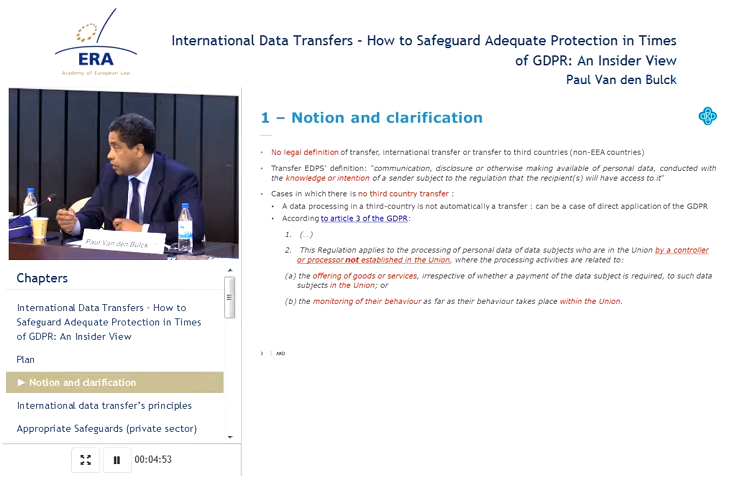 ERA
Academy of European Law
International Data Transfers – How to Safeguard Adequate Protection in Times
of GDPR: An Insider View
Paul Van den Bulck
Paul Van den Bulck
Chapters
International Data Transfers - How to
Safeguard Adequate Protection in Times
of GDPR: An Insider View
Plan
► Notion and clarification
International data transfer's principles
Appropriate Safeguards (private sector)
00:04:53
1 – Notion and clarification
AKD
• No legal definition of transfer, international transfer or transfer to third countries (non-EEA countries)
• Transfer EDPS' definition: "communication, disclosure or otherwise making available of personal data, conducted with
the knowledge or intention of a sender subject to the regulation that the recipient(s) will have access to it"
• Cases in which there is no third country transfer :
• A data processing in a third-country is not automatically a transfer : can be a case of direct application of the GDPR
• According to article 3 of the GDPR:
1. (...)
2. This Regulation applies to the processing of personal data of data subjects who are in the Union by a controller
or processor not established in the Union, where the processing activities are related to:
(a) the offering of goods or services, irrespective of whether a payment of the data subject is required, to such data
subjects in the Union; or
(b) the monitoring of their behaviour as far as their behaviour takes place within the Union.
3 | AKD